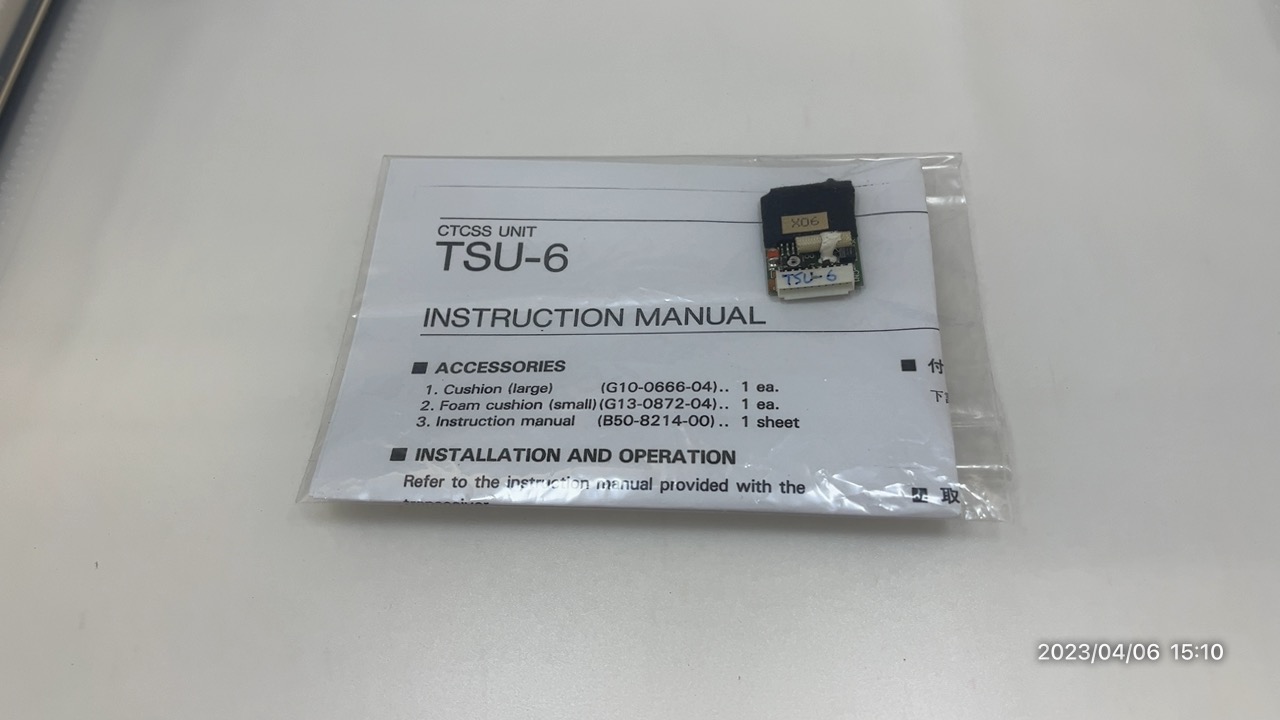 CTCSS UNIT
TSU-6
INSTRUCTION MANUAL
■ ACCESSORIES
1. Cushion (large) (G10-0666-04).. 1 ea.
2. Foam cushion (small) (G13-0872-04).. 1 ea.
3. Instruction manual (B50-8214-00).. 1 sheet
■ INSTALLATION AND OPERATION
Refer to the instruction manual provided with the
■ 付
下
■ 取
X06
TSU-6
2023/04/06 15:10